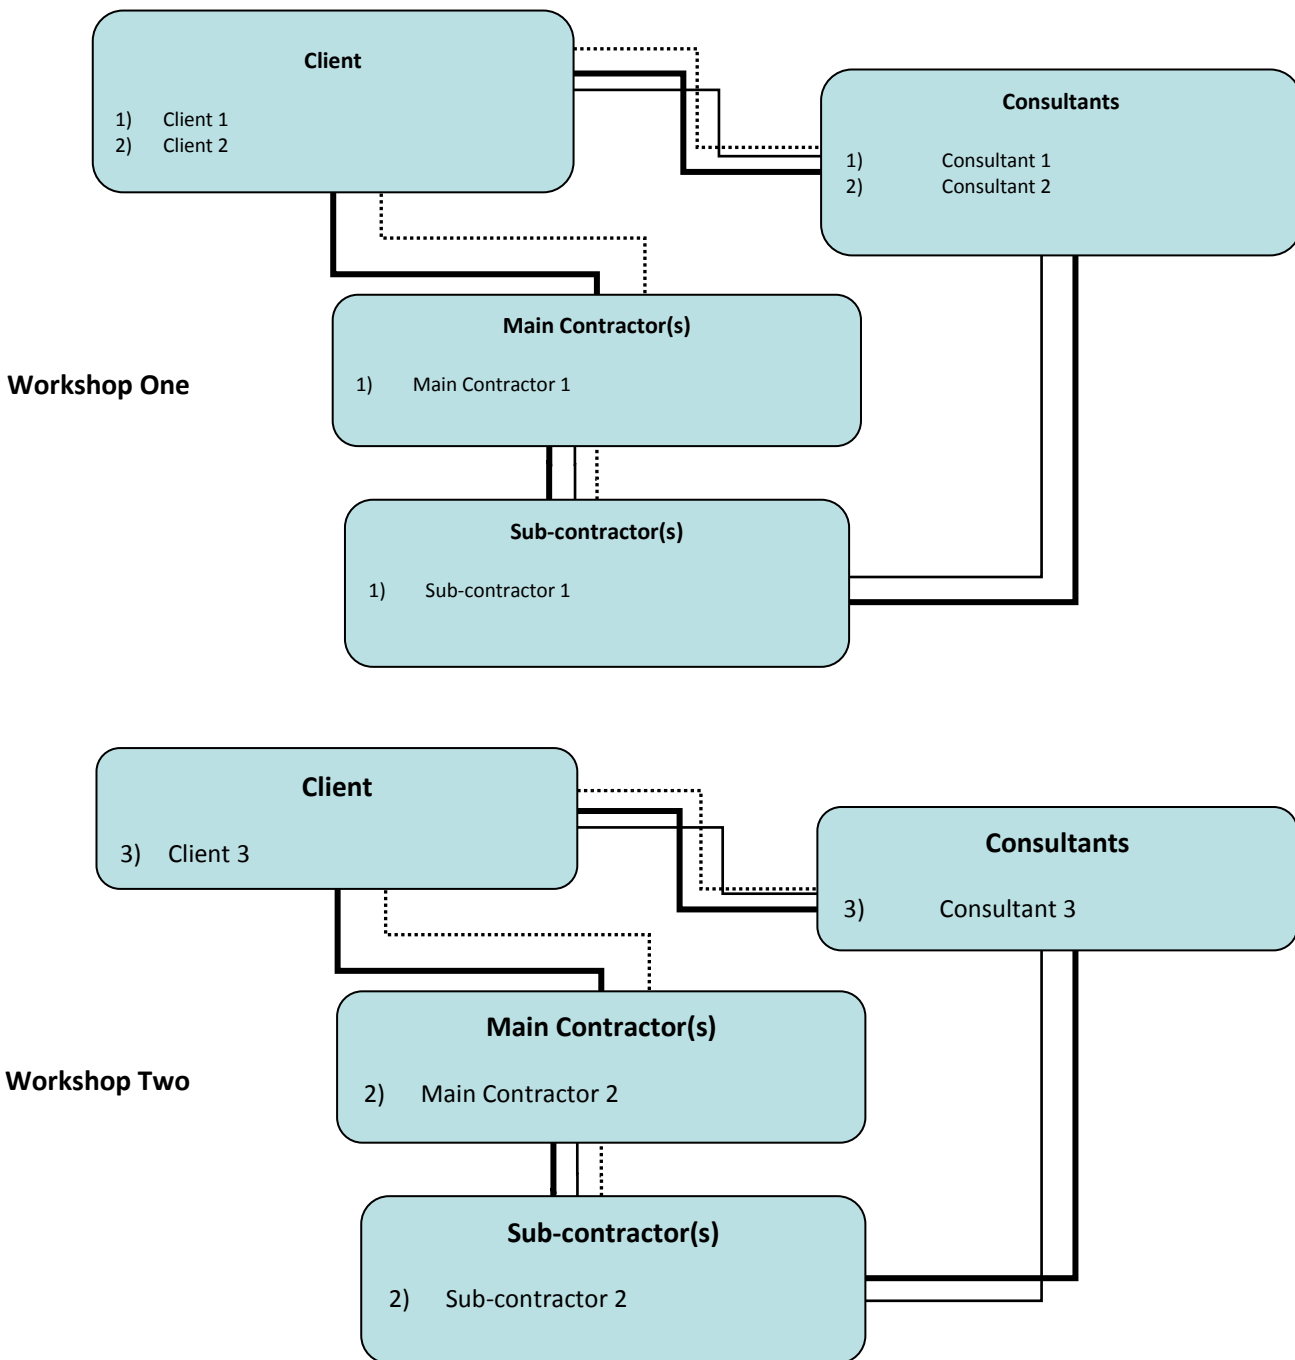 Client
1) Client 1
2) Client 2
Consultants
1) Consultant 1
2) Consultant 2
Main Contractor(s)
1) Main Contractor 1
Workshop One
Sub-contractor(s)
1) Sub-contractor 1
Client
3) Client 3
Consultants
3) Consultant 3
Main Contractor(s)
2) Main Contractor 2
Workshop Two
Sub-contractor(s)
2) Sub-contractor 2